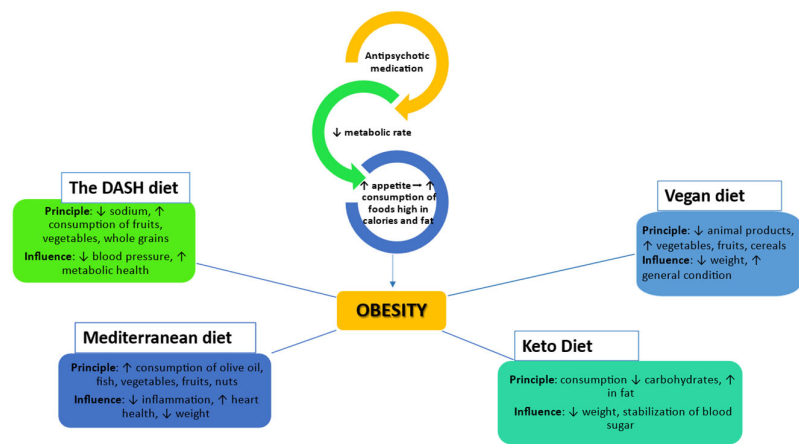 Antipsychotic
medication
↓ metabolic rate
↑ appetite→ ↑
consumption of
foods high in
calories and fat
The DASH diet
Principle: ↓ sodium, ↑
consumption of fruits,
vegetables, whole grains
Influence: ↓ blood pressure, ↑
metabolic health
Vegan diet
Principle: ↓ animal products,
↑ vegetables, fruits, cereals
Influence: ↓ weight, ↑
general condition
OBESITY
Mediterranean diet
Principle: ↑ consumption of olive oil,
fish, vegetables, fruits, nuts
Influence: ↓ inflammation, ↑ heart
health, ↓ weight
Keto Diet
Principle: consumption ↓ carbohydrates, ↑
in fat
Influence: ↓ weight, stabilization of blood
sugar